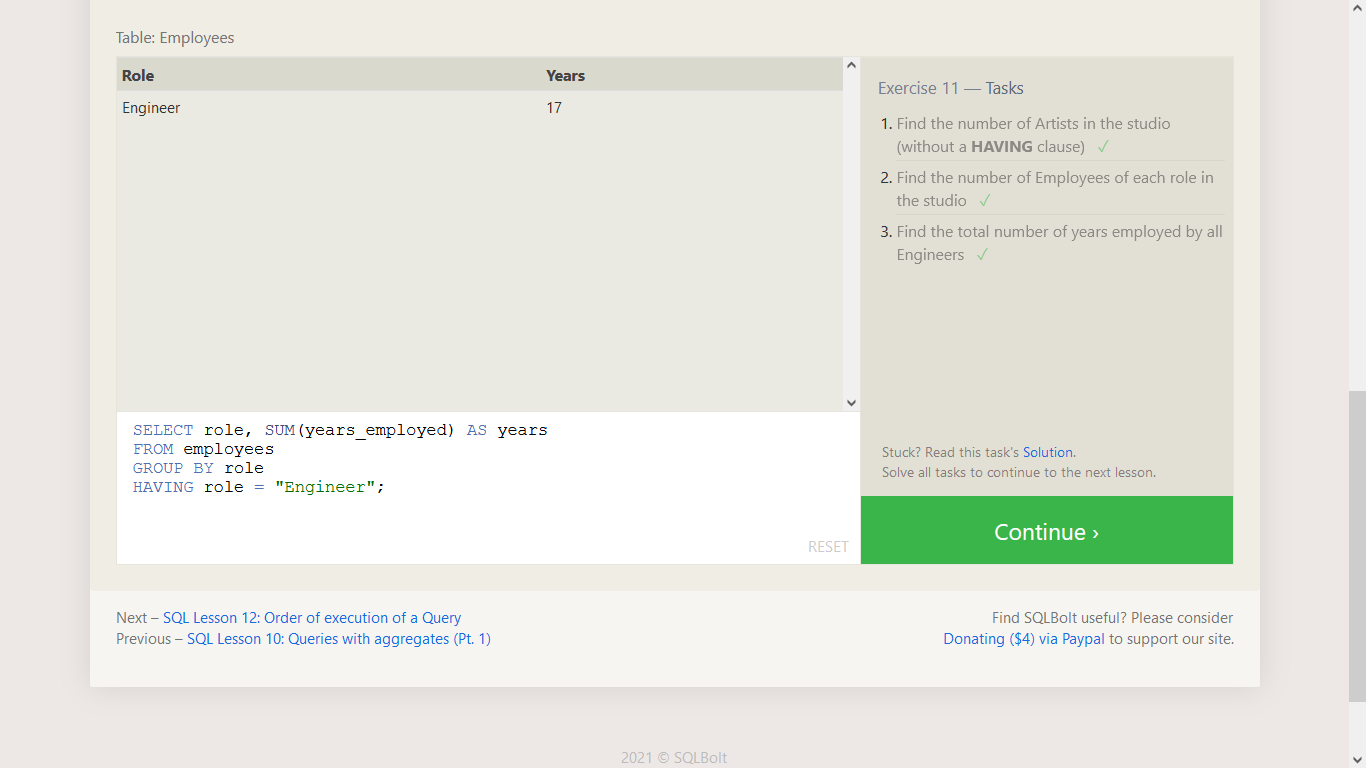 Table: Employees
Role Years
Engineer 17
Exercise 11 — Tasks
1. Find the number of Artists in the studio
(without a HAVING clause) ✓
2. Find the number of Employees of each role in
the studio ✓
3. Find the total number of years employed by all
Engineers ✓
SELECT role, SUM(years_employed) AS years
FROM employees
GROUP BY role
HAVING role = "Engineer";
RESET
Stuck? Read this task's Solution.
Solve all tasks to continue to the next lesson.
Continue ›
Next – SQL Lesson 12: Order of execution of a Query
Previous – SQL Lesson 10: Queries with aggregates (Pt. 1)
Find SQLBolt useful? Please consider
Donating ($4) via Paypal to support our site.
2021 © SQLBolt